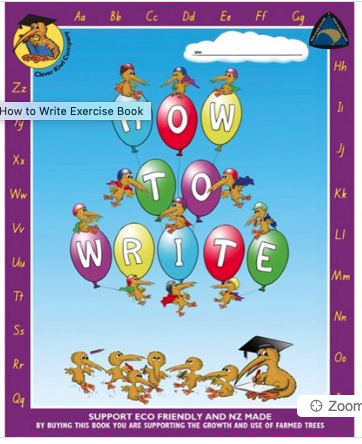 Aa Bb Cc Dd Ee Ff Gg
Clever Kiwi
Hh
Ii
Jj
Kk
Ll
Mm
Nn
Oo
Zz
How to Write Exercise Book
Xx
Ww
Vv
Uu
Tt
Ss
Rr
Qq
HOW
TO
WRITE
Zoom
SUPPORT ECO FRIENDLY AND NZ MADE
BY BUYING THIS BOOK YOU ARE SUPPORTING THE GROWTH AND USE OF FARMED TREES